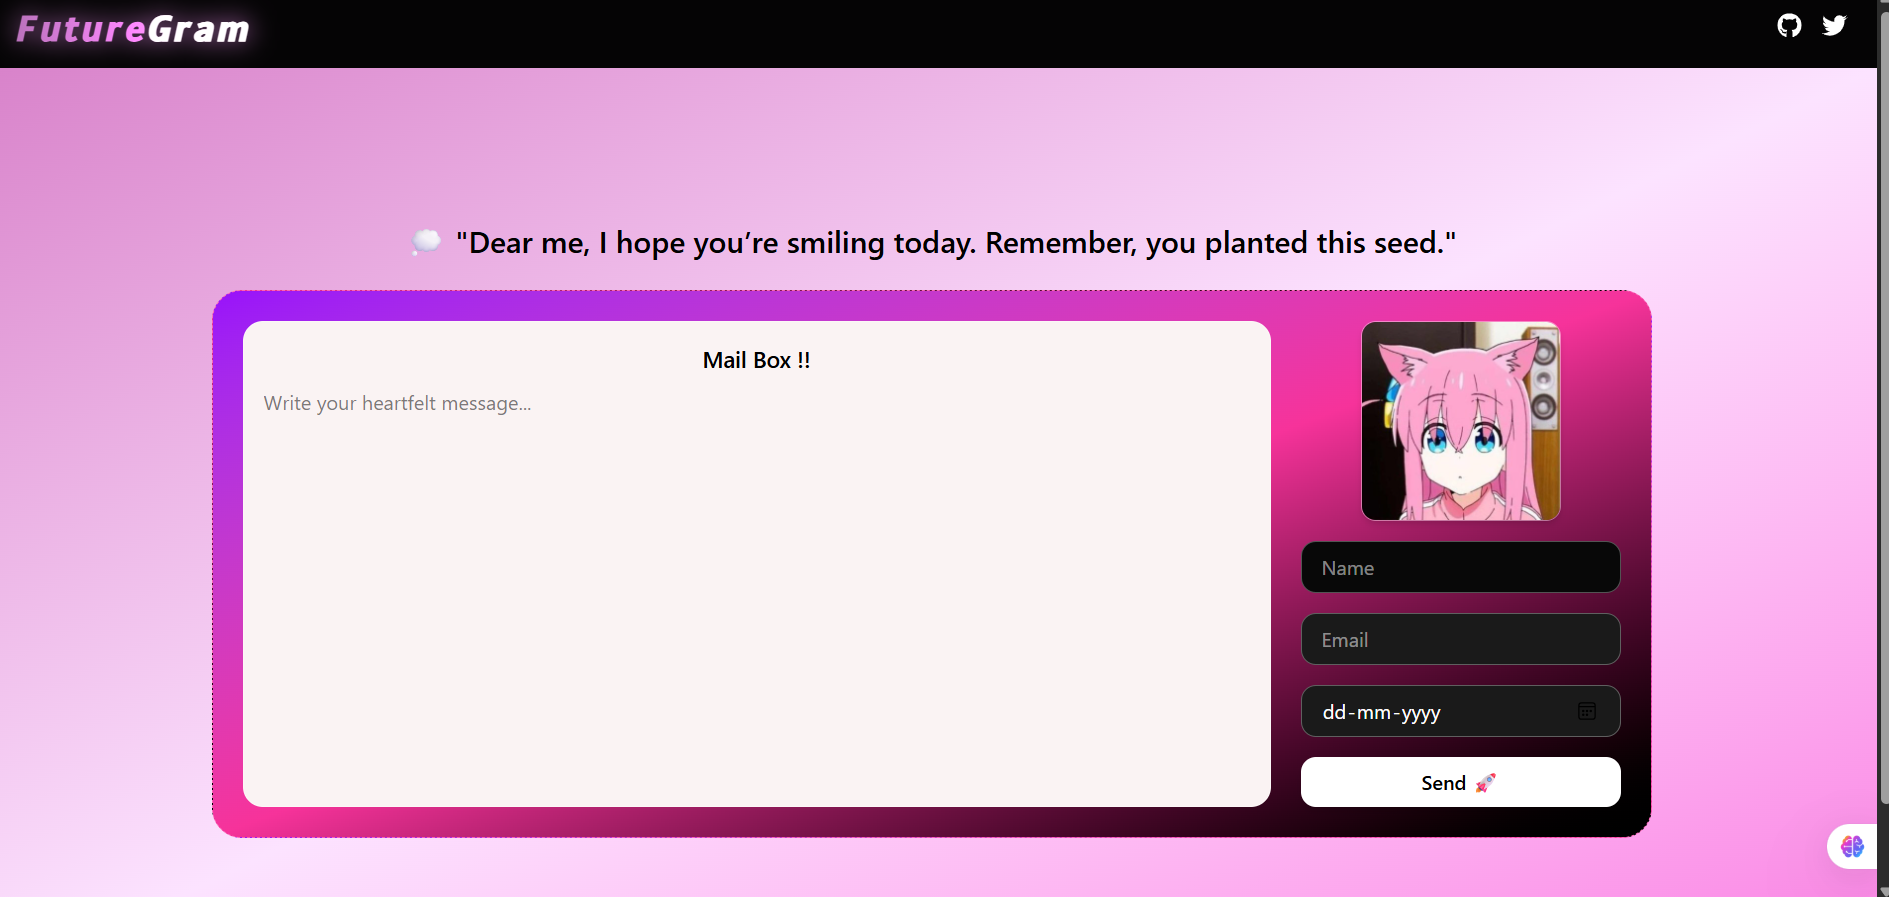 FutureGram
💭 "Dear me, I hope you’re smiling today. Remember, you planted this seed."
Mail Box !!
Write your heartfelt message...
Name
Email
dd-mm-yyyy
Send 🚀